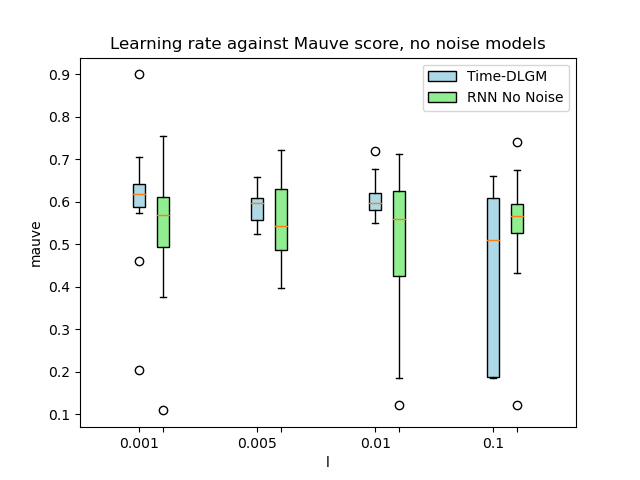 Learning rate against Mauve score, no noise models
Time-DLGM
RNN No Noise
mauve
0.9
0.8
0.7
0.6
0.5
0.4
0.3
0.2
0.1
0.001
0.005
0.01
0.1
l